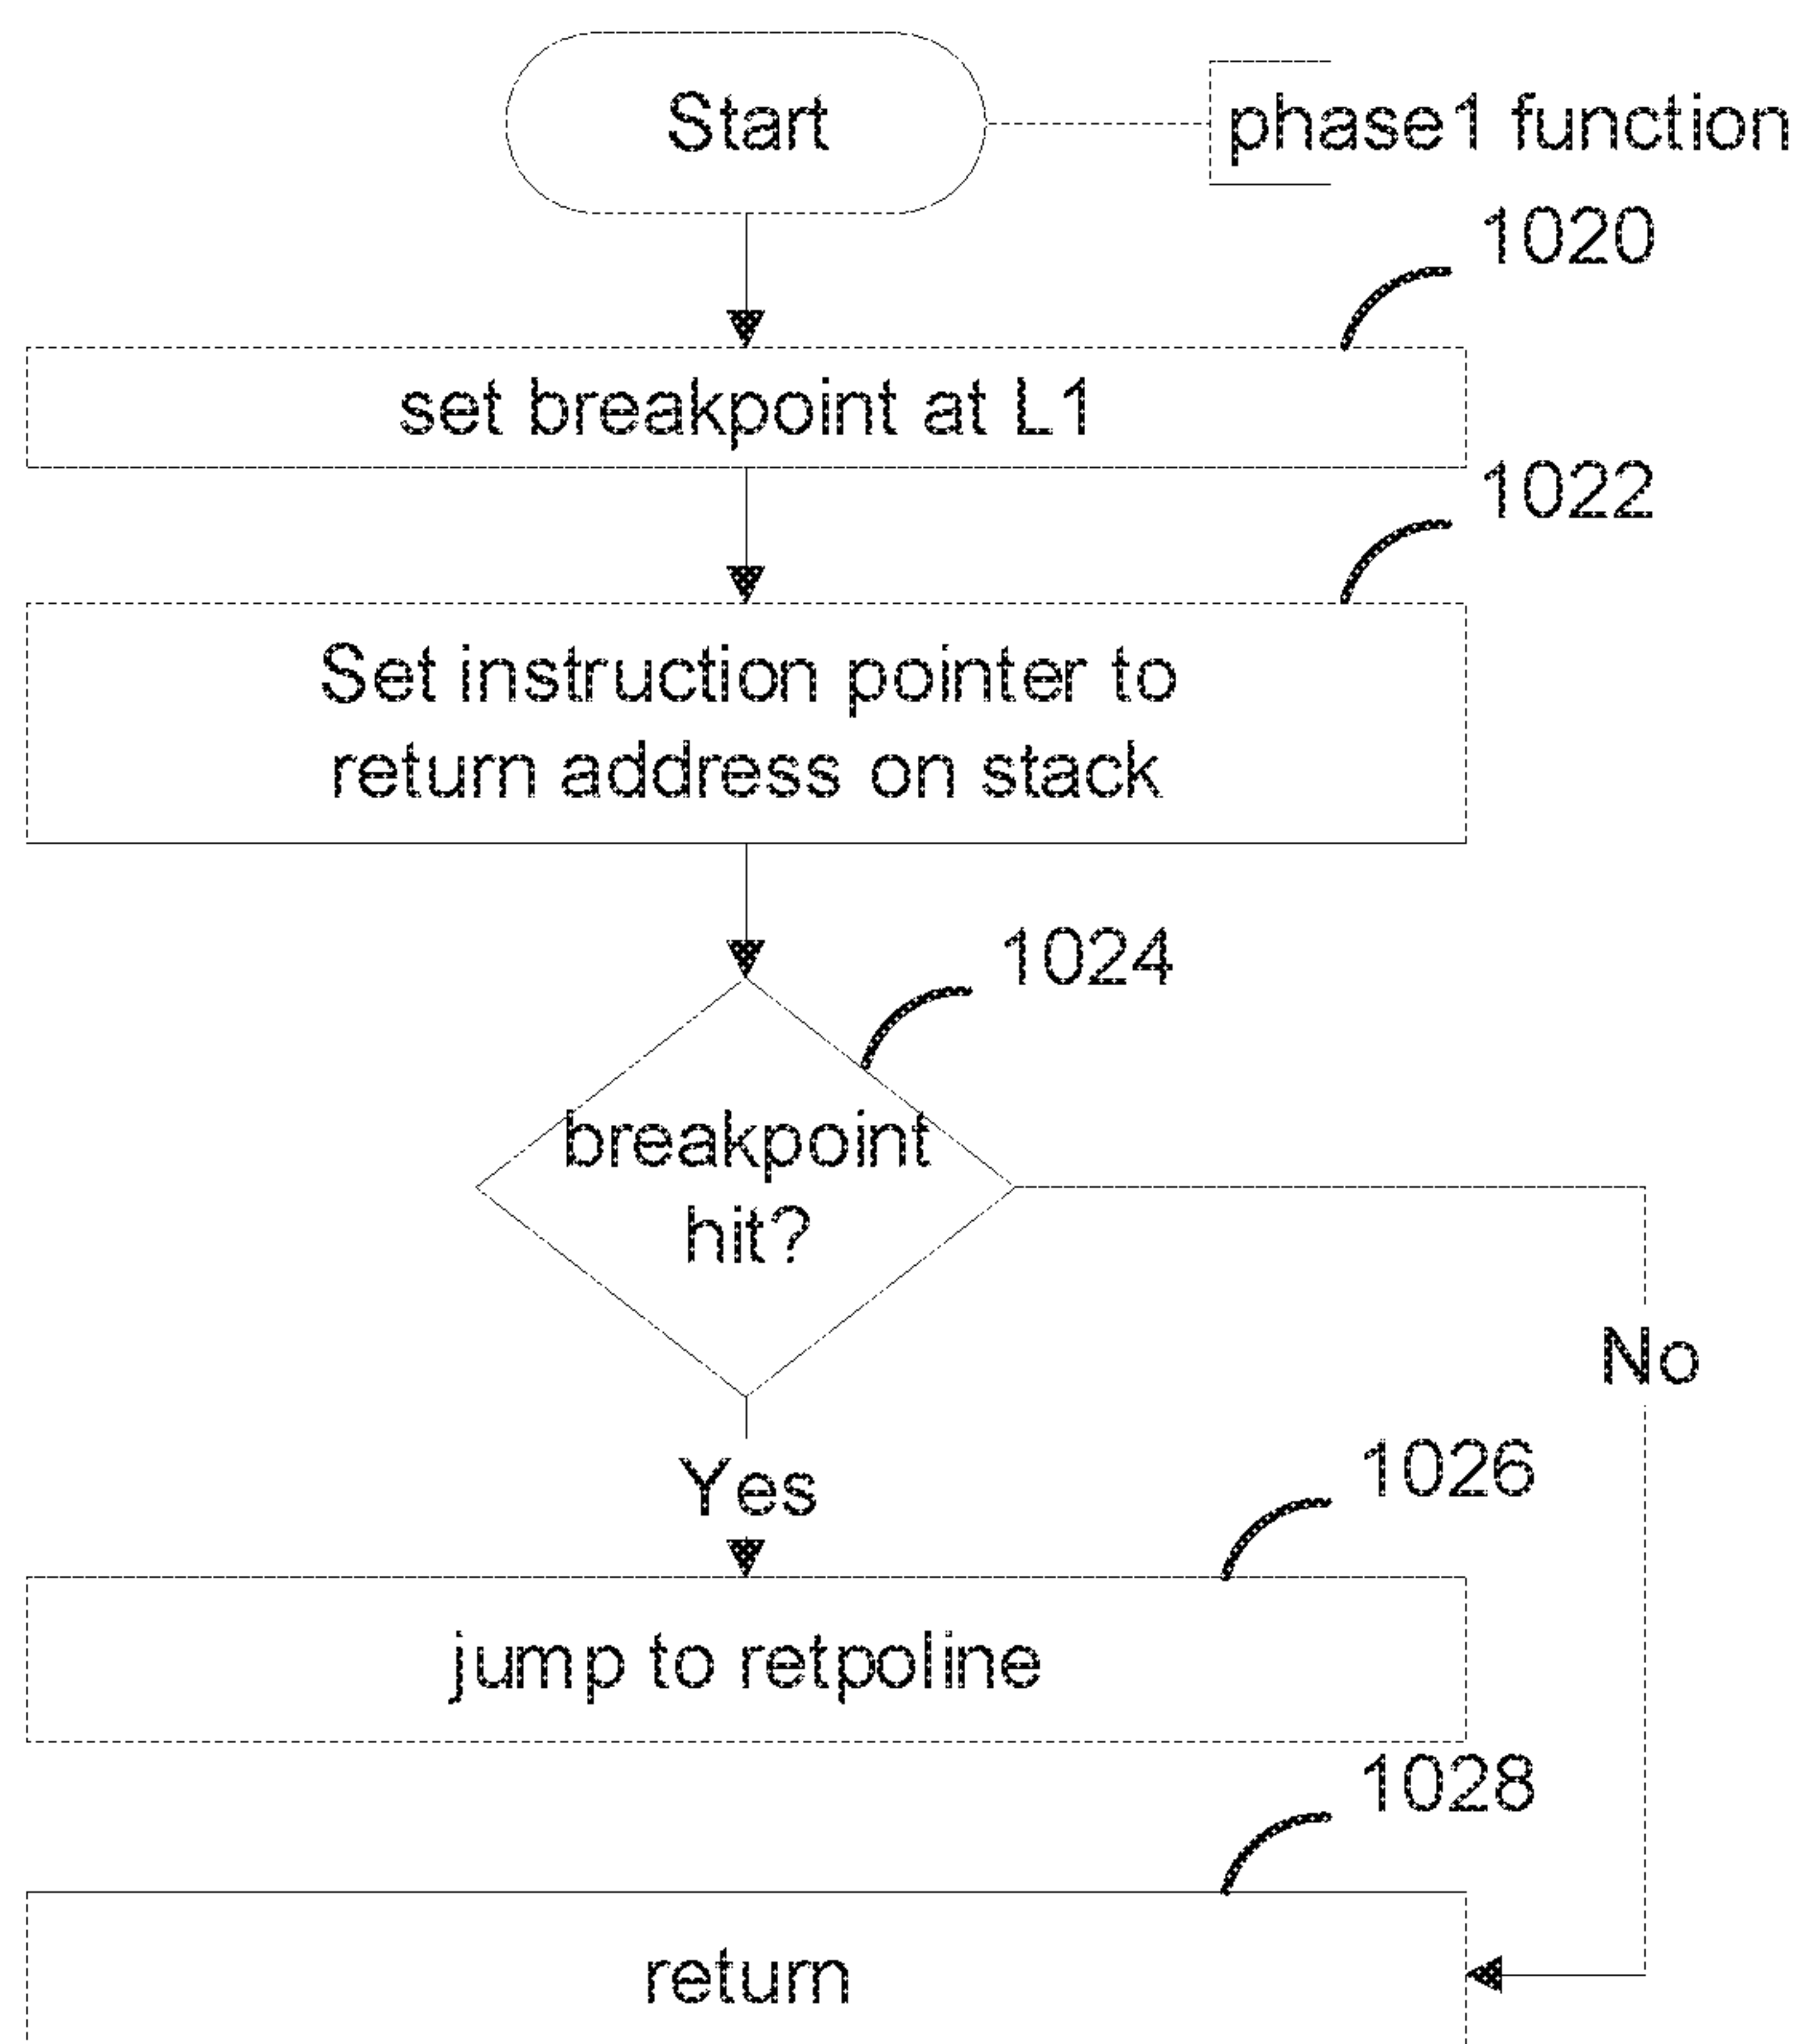 Start
phase1 function
1020
set breakpoint at L1
1022
Set instruction pointer to
return address on stack
1024
breakpoint
hit?
No
Yes
1026
jump to retpoline
1028
return